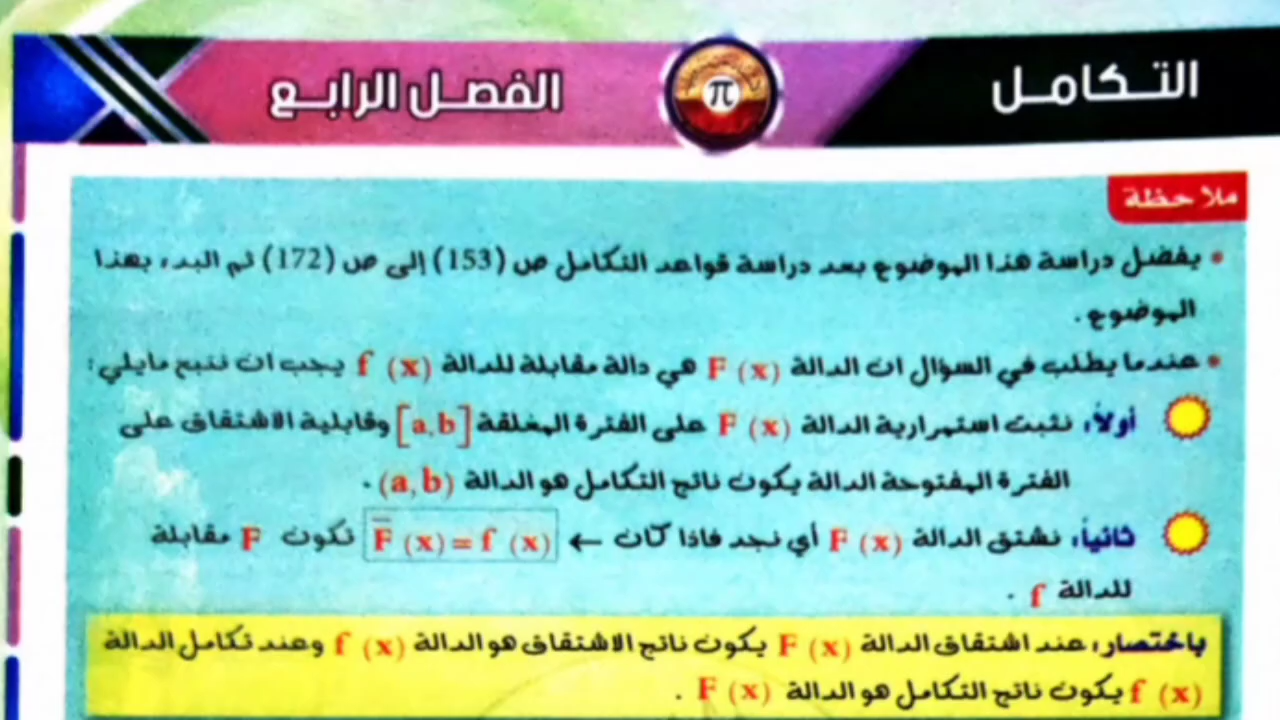 التكامل
π
الفصل الرابع
ملاحظة
• يفضل دراسة هذا الموضوع بعد دراسة قواعد التكامل ص (153) إلى ص (172) ثم البدء بهذا
الموضوع .
• عندما يطلب في السؤال ان الدالة F (x) هي دالة مقابلة للدالة f (x) يجب ان نتبع مايلي :
أولاً: نثبت استمرارية الدالة F (x) على الفترة المغلقة [a,b] وقابلية الاشتقاق على
الفترة المفتوحة الدالة يكون ناتج التكامل هو الدالة (a,b) .
ثانياً: نشتق الدالة F (x) أي نجد فاذا كان ← F̅ (x) = f (x) تكون F مقابلة
للدالة f .
باختصار: عند اشتقاق الدالة F (x) يكون ناتج الاشتقاق هو الدالة f (x) وعند تكامل الدالة
f (x) يكون ناتج التكامل هو الدالة F (x) .